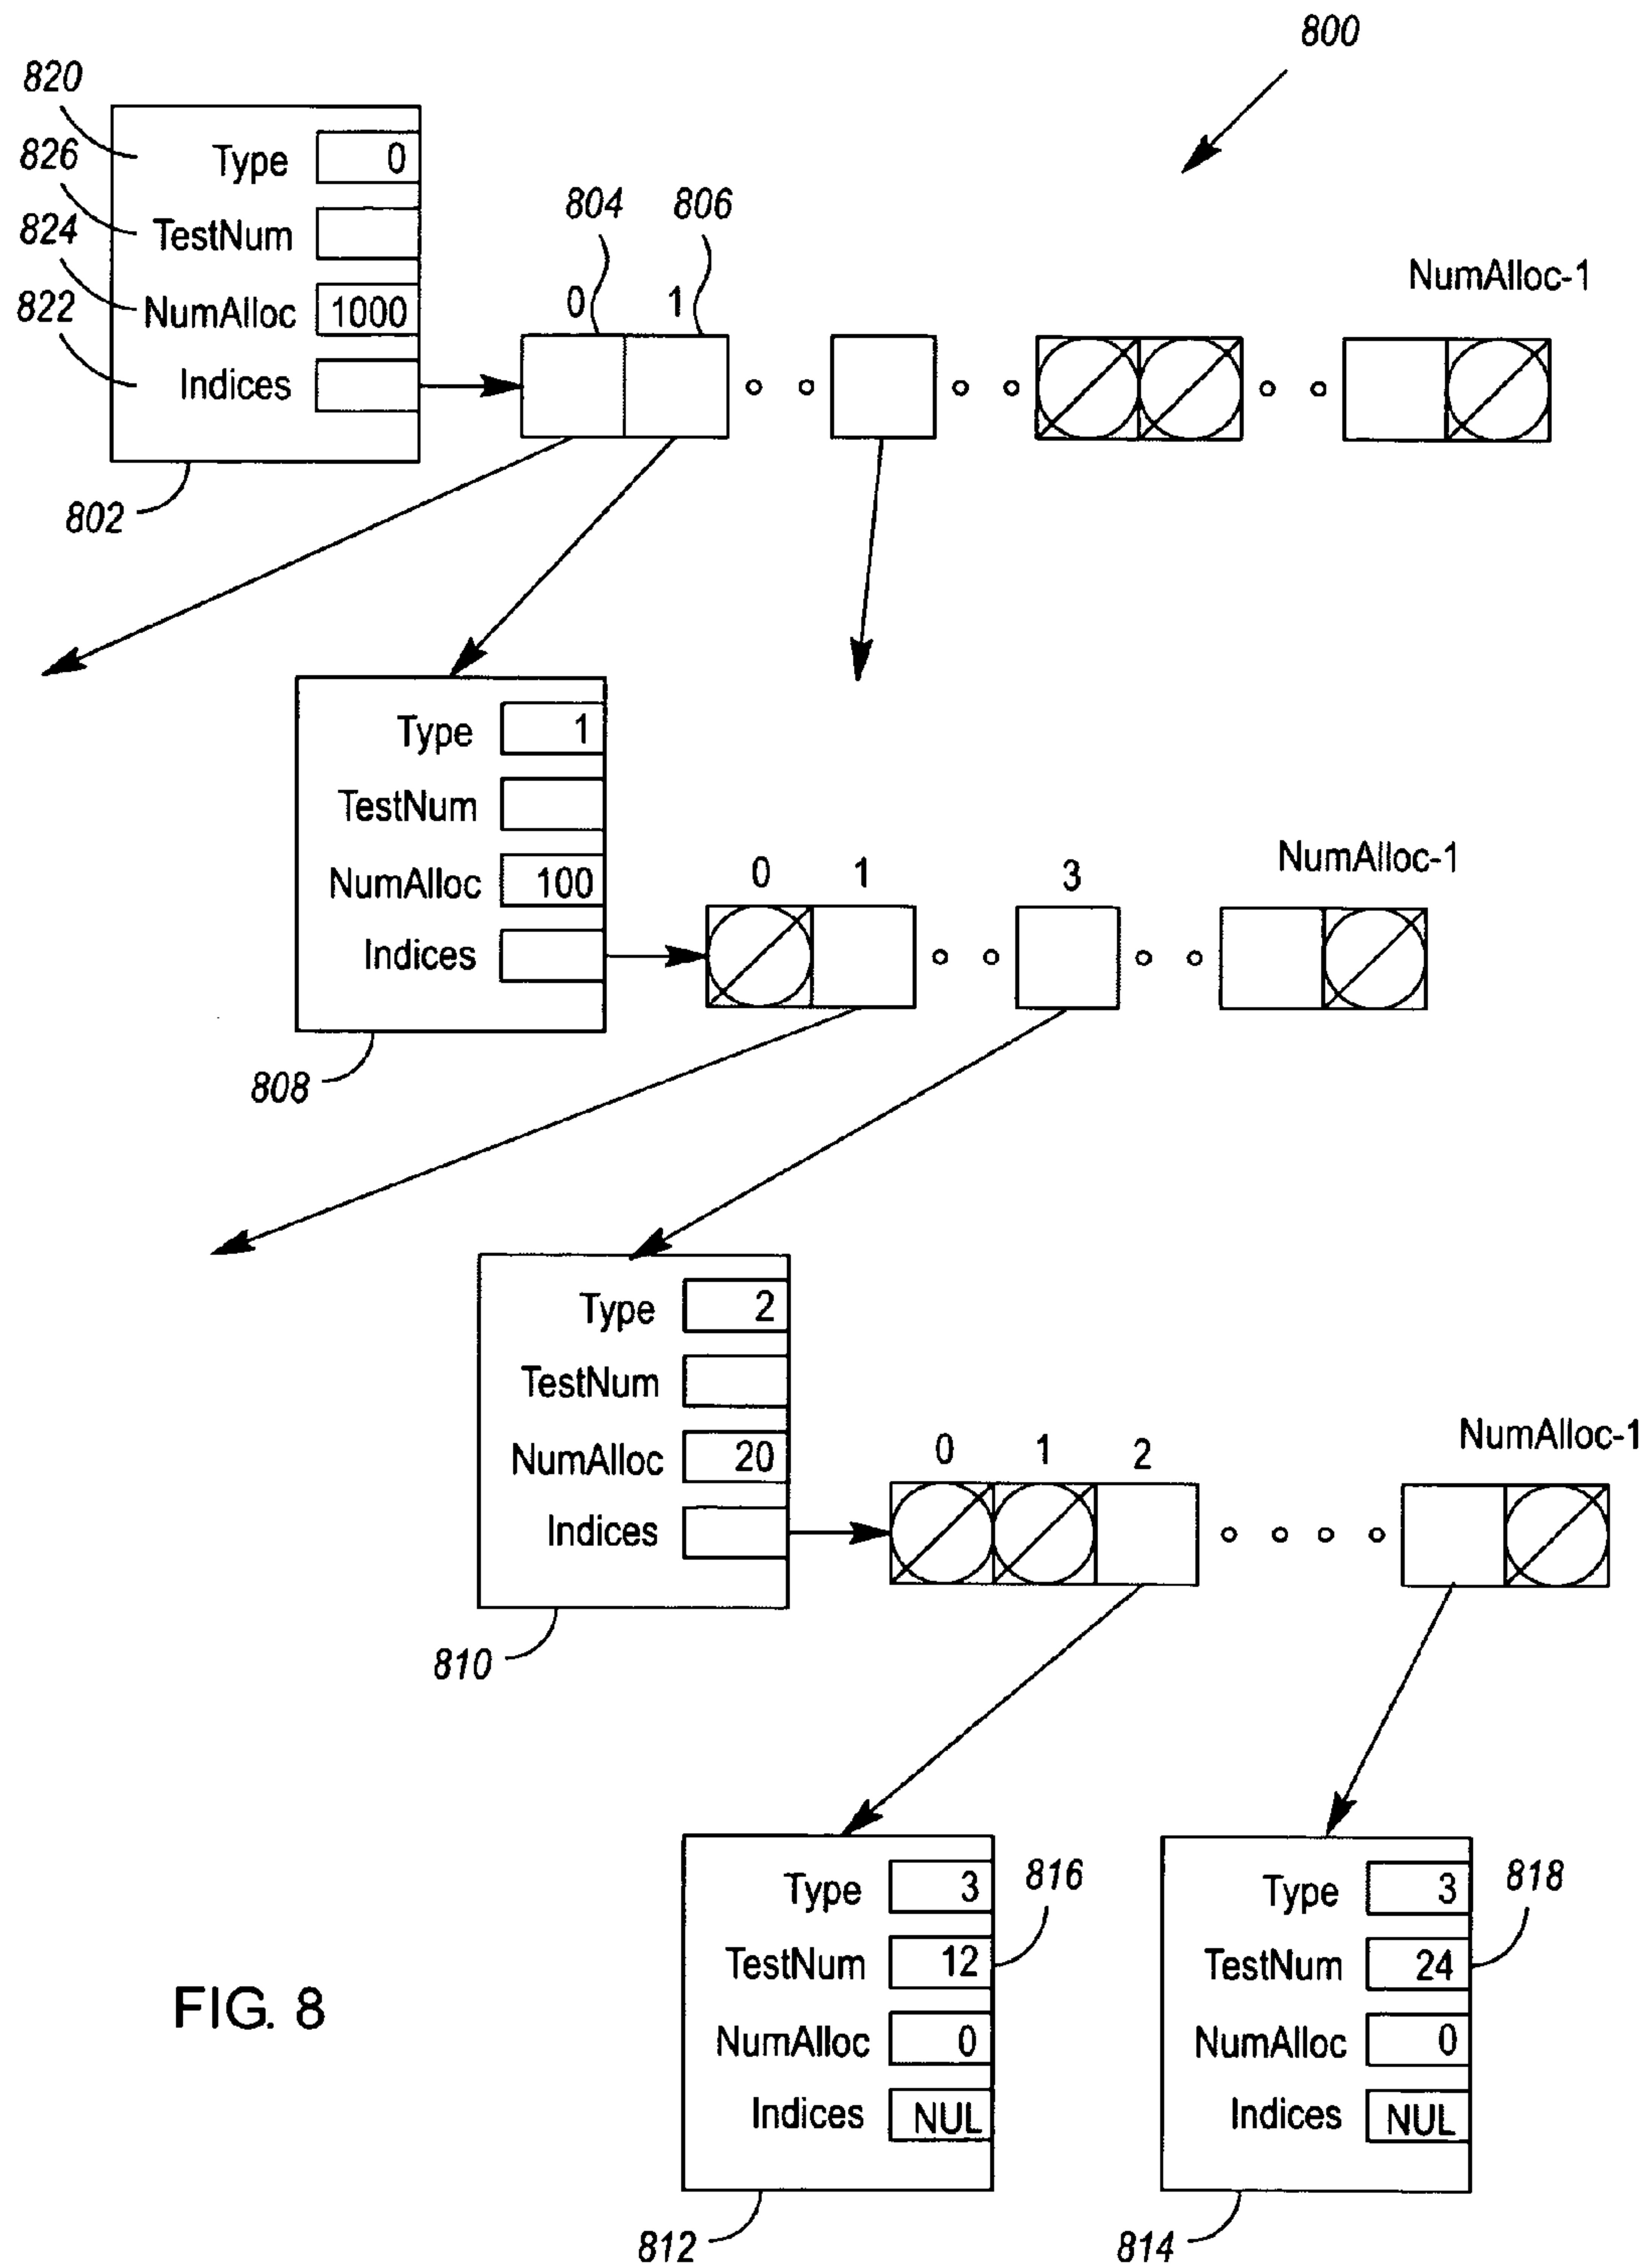 800
820
826
824
822
Type 0
TestNum
NumAlloc 1000
Indices
802
804 806
0 1
NumAlloc-1
Type 1
TestNum
NumAlloc 100
Indices
808
0 1 3
NumAlloc-1
Type 2
TestNum
NumAlloc 20
Indices
810
0 1 2
NumAlloc-1
Type 3
TestNum 12
NumAlloc 0
Indices NUL
816
812
Type 3
TestNum 24
NumAlloc 0
Indices NUL
818
814
FIG. 8